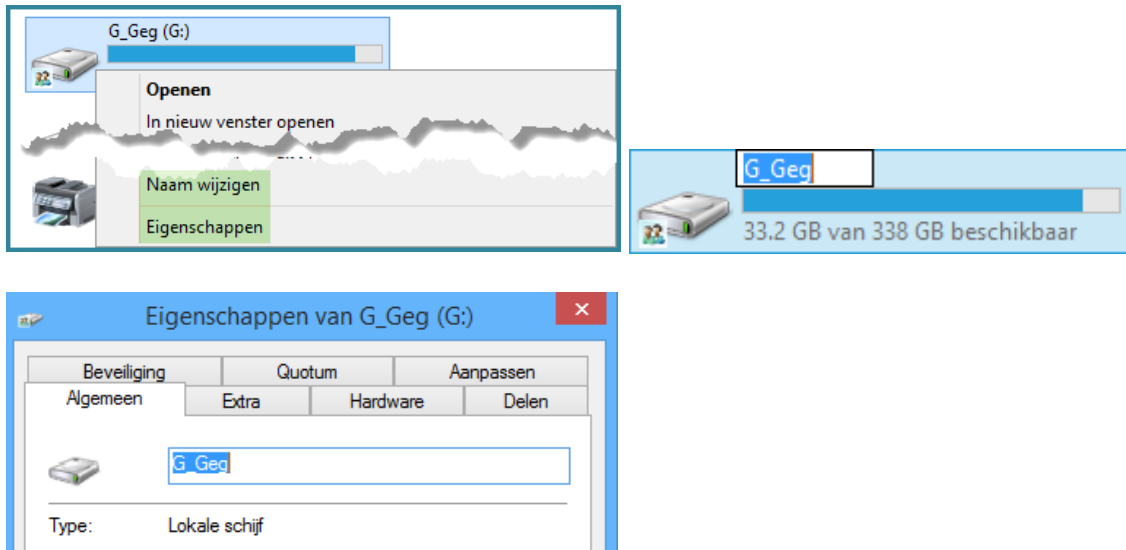 G_Geg (G:)
Openen
In nieuw venster openen
Naam wijzigen
Eigenschappen
G_Geg
33.2 GB van 338 GB beschikbaar
Eigenschappen van G_Geg (G:)
Beveiliging Quotum Aanpassen
Algemeen Extra Hardware Delen
G_Geg
Type: Lokale schijf